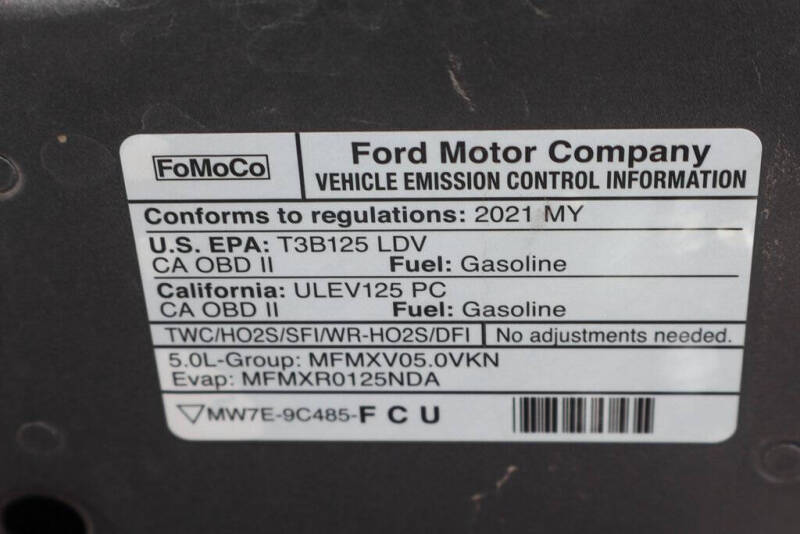 FoMoCo
Ford Motor Company
VEHICLE EMISSION CONTROL INFORMATION
Conforms to regulations: 2021 MY
U.S. EPA: T3B125 LDV
CA OBD II Fuel: Gasoline
California: ULEV125 PC
CA OBD II Fuel: Gasoline
TWC/HO2S/SFI/WR-HO2S/DFI No adjustments needed.
5.0L-Group: MFMXV05.0VKN
Evap: MFMXR0125NDA
MW7E-9C485-FCU